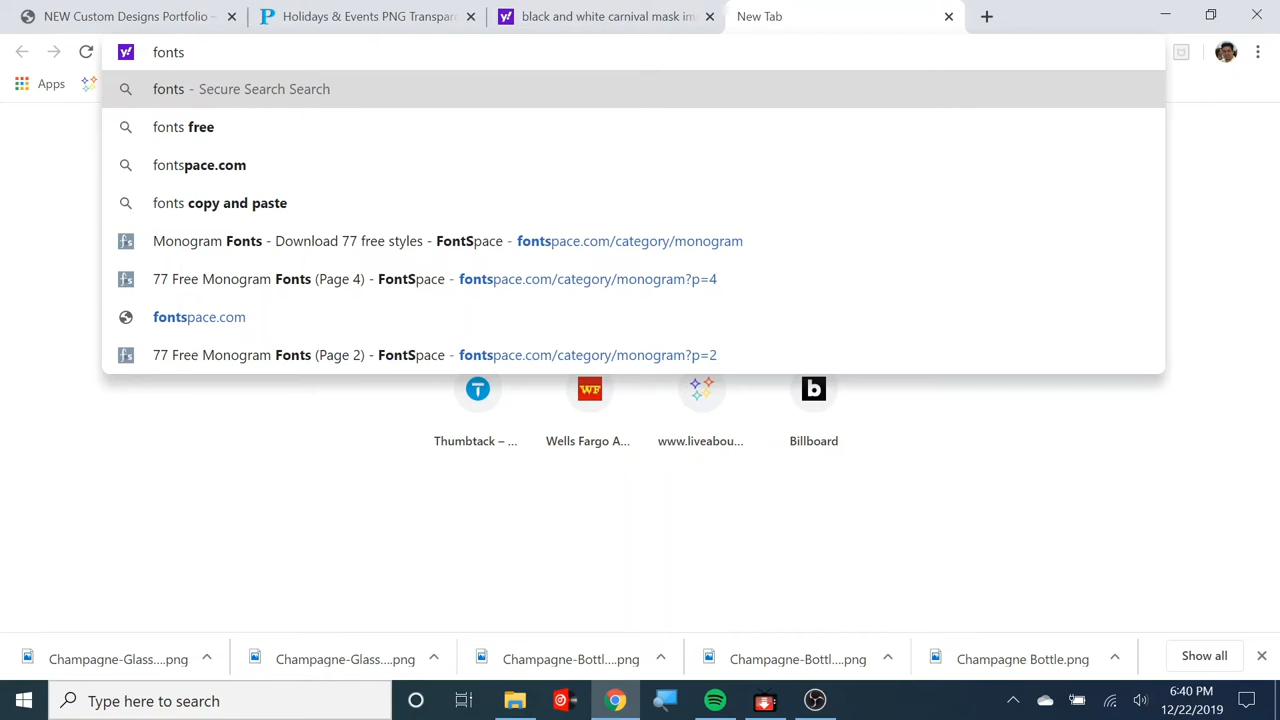 NEW Custom Designs Portfolio –
Holidays & Events PNG Transpare
black and white carnival mask im
New Tab
fonts
Apps
fonts - Secure Search Search
fonts free
fontspace.com
fonts copy and paste
Monogram Fonts - Download 77 free styles - FontSpace - fontspace.com/category/monogram
77 Free Monogram Fonts (Page 4) - FontSpace - fontspace.com/category/monogram?p=4
fontspace.com
77 Free Monogram Fonts (Page 2) - FontSpace - fontspace.com/category/monogram?p=2
Thumbtack – ...
Wells Fargo A...
www.liveabou...
Billboard
Champagne-Glass....png
Champagne-Glass....png
Champagne-Bottl....png
Champagne-Bottl....png
Champagne Bottle.png
Show all
Type here to search
6:40 PM
12/22/2019